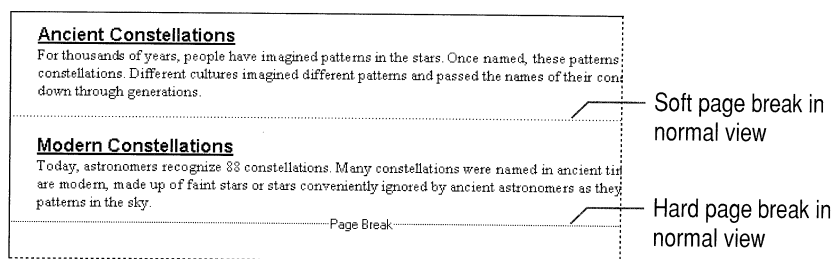 Ancient Constellations
For thousands of years, people have imagined patterns in the stars. Once named, these patterns
constellations. Different cultures imagined different patterns and passed the names of their con
down through generations.
Soft page break in
normal view
Modern Constellations
Today, astronomers recognize 88 constellations. Many constellations were named in ancient tir
are modern, made up of faint stars or stars conveniently ignored by ancient astronomers as they
patterns in the sky.
Page Break
Hard page break in
normal view